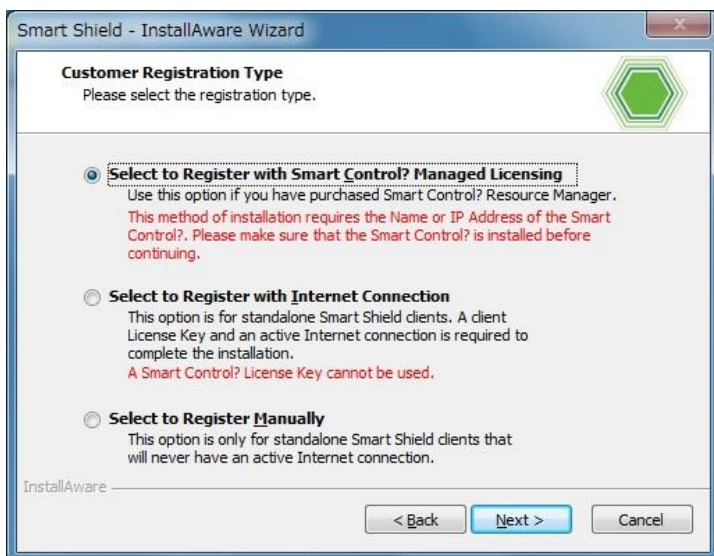 Smart Shield - InstallAware Wizard
Customer Registration Type
Please select the registration type.
Select to Register with Smart Control? Managed Licensing
Use this option if you have purchased Smart Control? Resource Manager.
This method of installation requires the Name or IP Address of the Smart
Control?. Please make sure that the Smart Control? is installed before
continuing.
Select to Register with Internet Connection
This option is for standalone Smart Shield clients. A client
License Key and an active Internet connection is required to
complete the installation.
A Smart Control? License Key cannot be used.
Select to Register Manually
This option is only for standalone Smart Shield clients that
will never have an active Internet connection.
InstallAware
< Back Next > Cancel